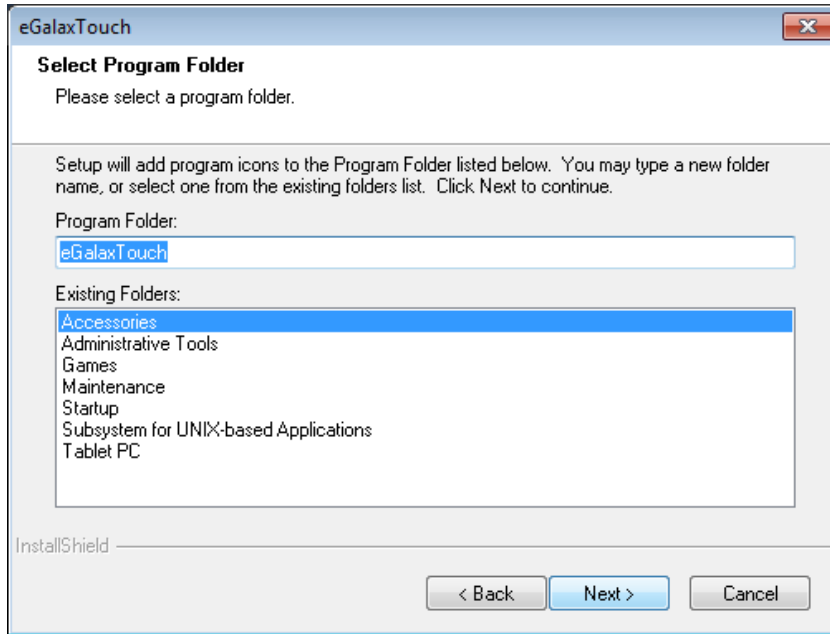 eGalaxTouch
Select Program Folder
Please select a program folder.
Setup will add program icons to the Program Folder listed below.  You may type a new folder
name, or select one from the existing folders list.  Click Next to continue.
Program Folder:
eGalaxTouch
Existing Folders:
Accessories
Administrative Tools
Games
Maintenance
Startup
Subsystem for UNIX-based Applications
Tablet PC
InstallShield
< Back Next > Cancel